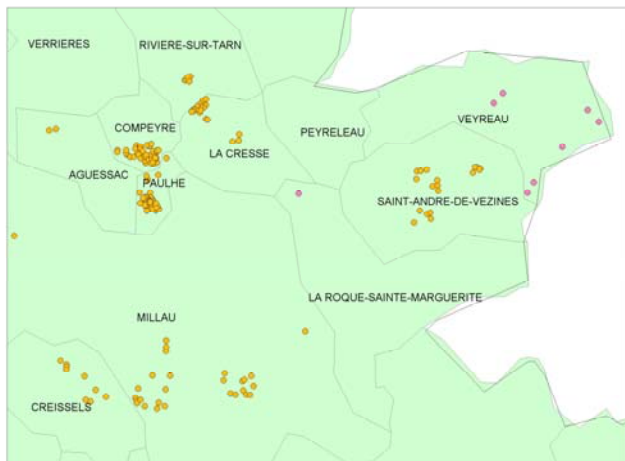 VERRIERES
RIVIERE-SUR-TARN
VEYREAU
COMPEYRE
PEYRELEAU
LA CRESSE
AGUESSAC
PAULHE
SAINT-ANDRE-DE-VEZINES
LA ROQUE-SAINTE-MARGUERITE
MILLAU
CREISSELS